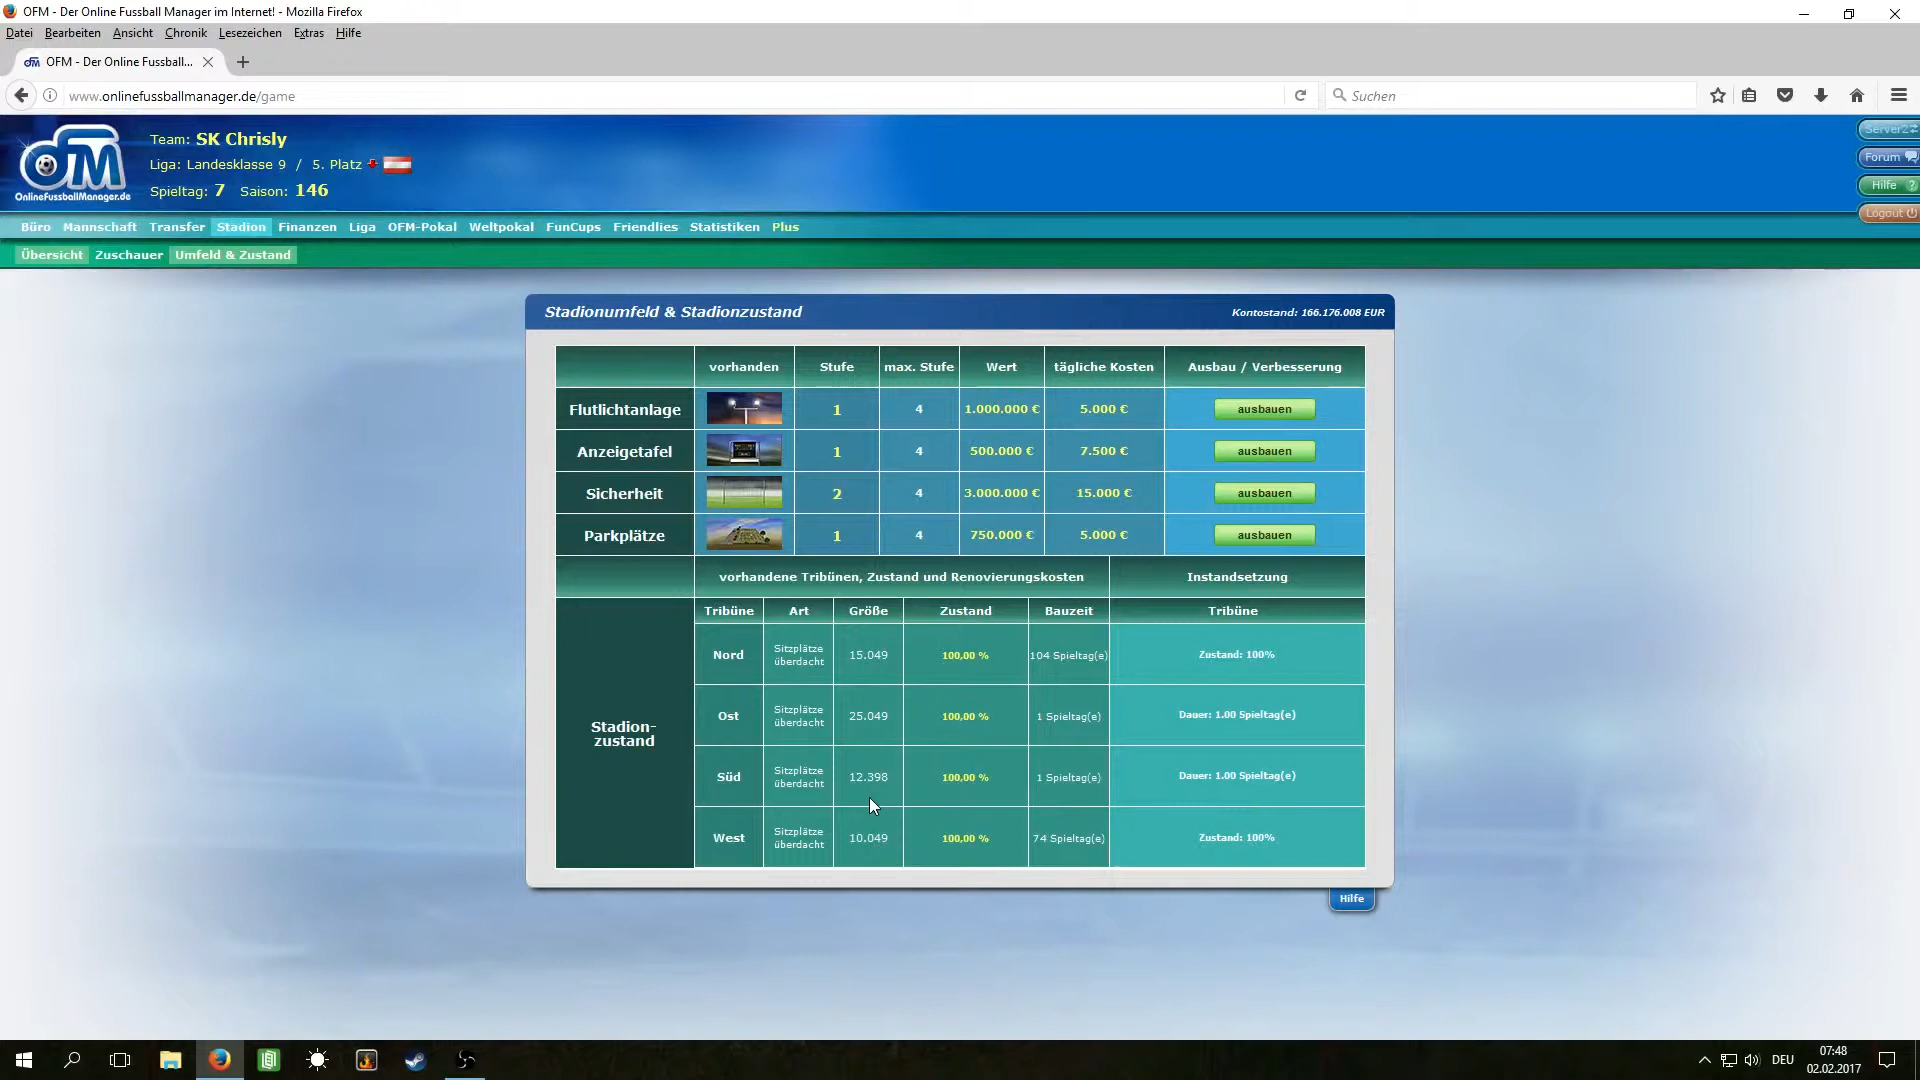 OFM - Der Online Fussball Manager im Internet! - Mozilla Firefox
Datei Bearbeiten Ansicht Chronik Lesezeichen Extras Hilfe
OFM - Der Online Fussball...
www.onlinefussballmanager.de/game
Suchen
OFM
OnlineFussballManager.de
Team: SK Chrisly
Liga: Landesklasse 9 / 5. Platz
Spieltag: 7 Saison: 146
Server2
Forum
Hilfe ?
Logout
Büro Mannschaft Transfer Stadion Finanzen Liga OFM-Pokal Weltpokal FunCups Friendlies Statistiken Plus
Übersicht Zuschauer Umfeld & Zustand
Stadionumfeld & Stadionzustand Kontostand: 166.176.008 EUR
vorhanden Stufe max. Stufe Wert tägliche Kosten Ausbau / Verbesserung
Flutlichtanlage 1 4 1.000.000 € 5.000 € ausbauen
Anzeigetafel 1 4 500.000 € 7.500 € ausbauen
Sicherheit 2 4 3.000.000 € 15.000 € ausbauen
Parkplätze 1 4 750.000 € 5.000 € ausbauen
vorhandene Tribünen, Zustand und Renovierungskosten Instandsetzung
Tribüne Art Größe Zustand Bauzeit Tribüne
Stadion-
zustand
Nord Sitzplätze überdacht 15.049 100,00 % 104 Spieltag(e) Zustand: 100%
Ost Sitzplätze überdacht 25.049 100,00 % 1 Spieltag(e) Dauer: 1.00 Spieltag(e)
Süd Sitzplätze überdacht 12.398 100,00 % 1 Spieltag(e) Dauer: 1.00 Spieltag(e)
West Sitzplätze überdacht 10.049 100,00 % 74 Spieltag(e) Zustand: 100%
Hilfe
DEU
07:48
02.02.2017